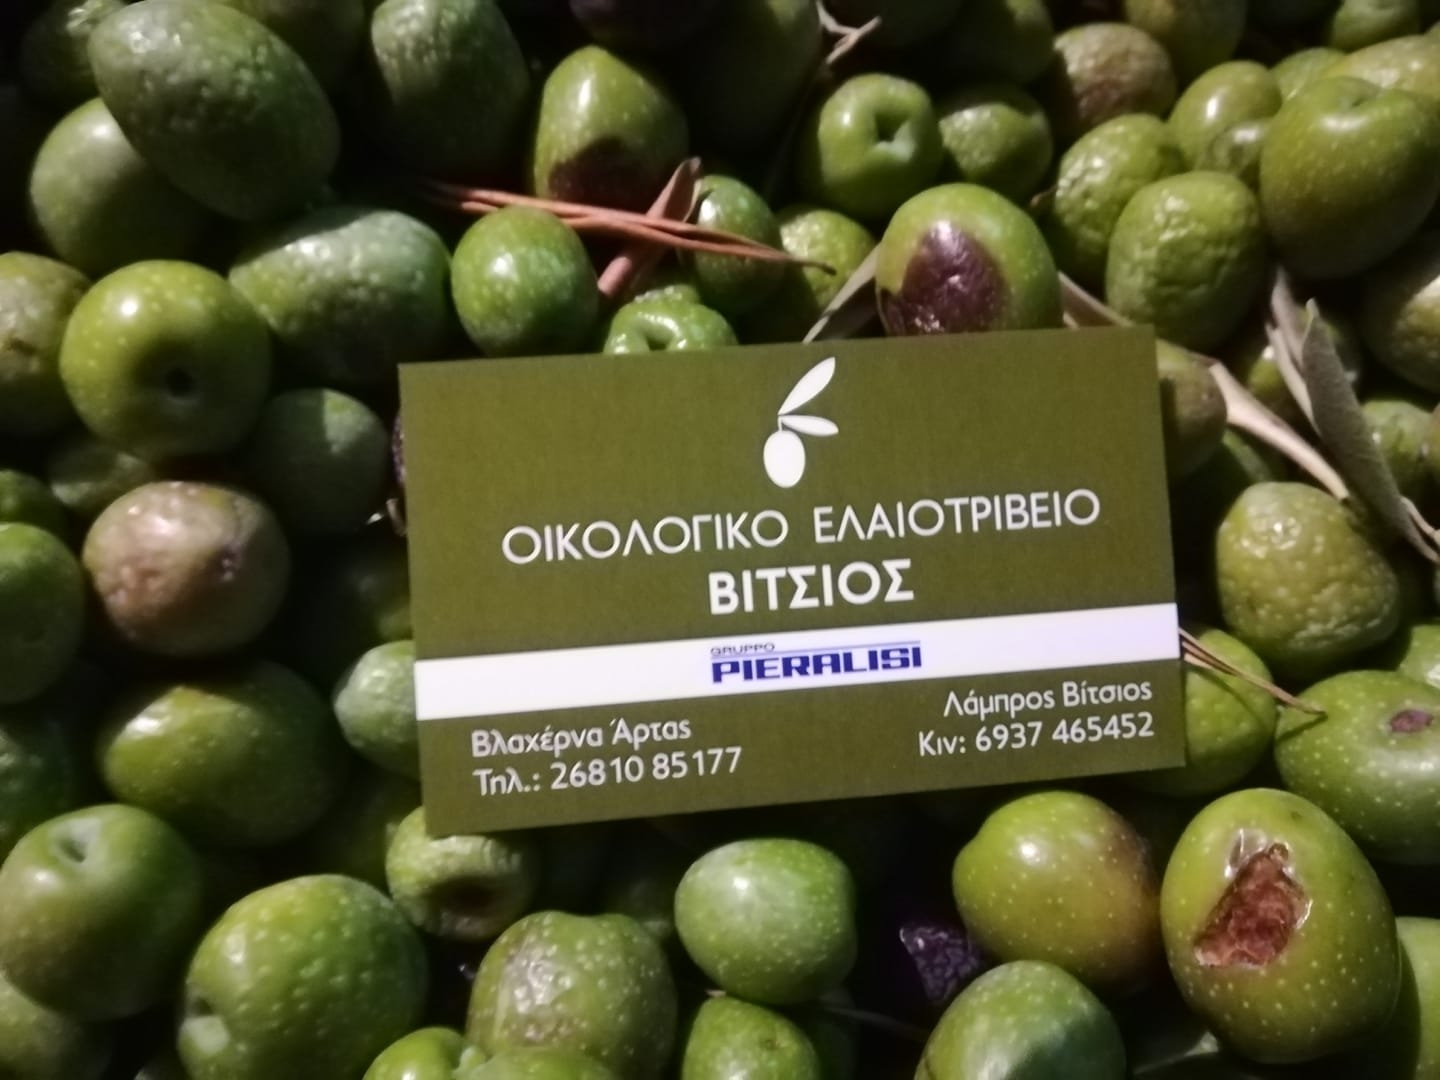 ΟΙΚΟΛΟΓΙΚΟ ΕΛΑΙΟΤΡΙΒΕΙΟ
ΒΙΤΣΙΟΣ
GRUPPO
PIERALISI
Βλαχέρνα Άρτας
Τηλ.: 26810 85177
Λάμπρος Βίτσιος
Κιν: 6937 465452